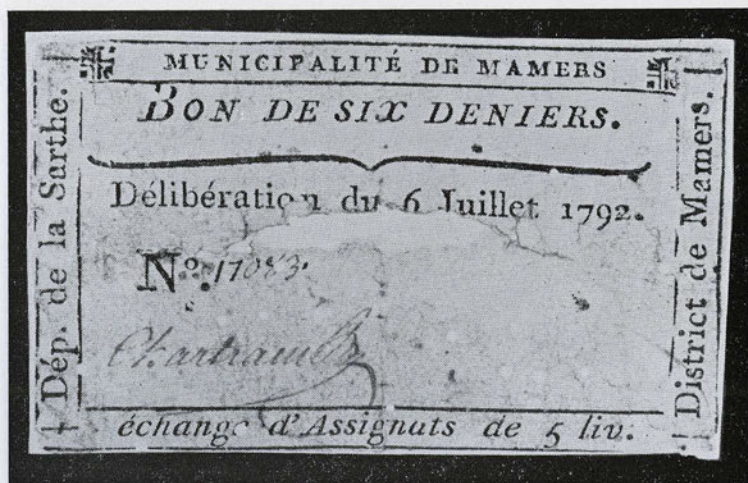 MUNICIPALITÉ DE MAMERS
BON DE SIX DENIERS.
Délibération du 6 Juillet 1792.
Nº. 17083.
échange d'Assignats de 5 liv.
Dép. de la Sarthe.
District de Mamers.